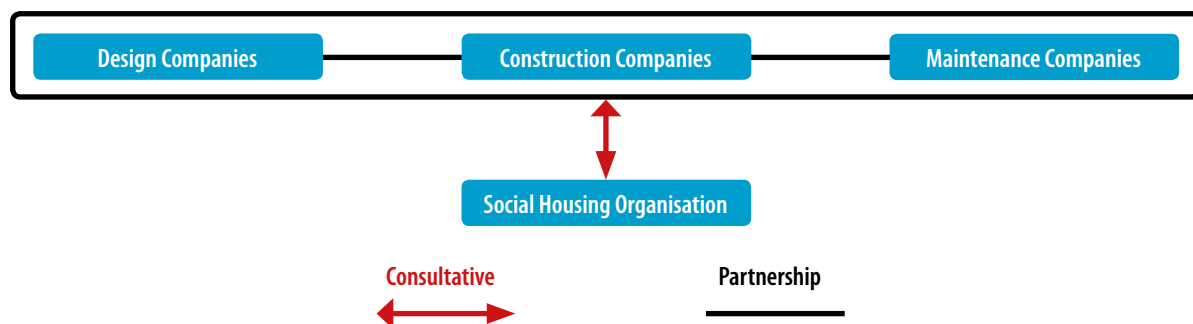 Design Companies
Construction Companies
Maintenance Companies
Social Housing Organisation
Consultative
Partnership